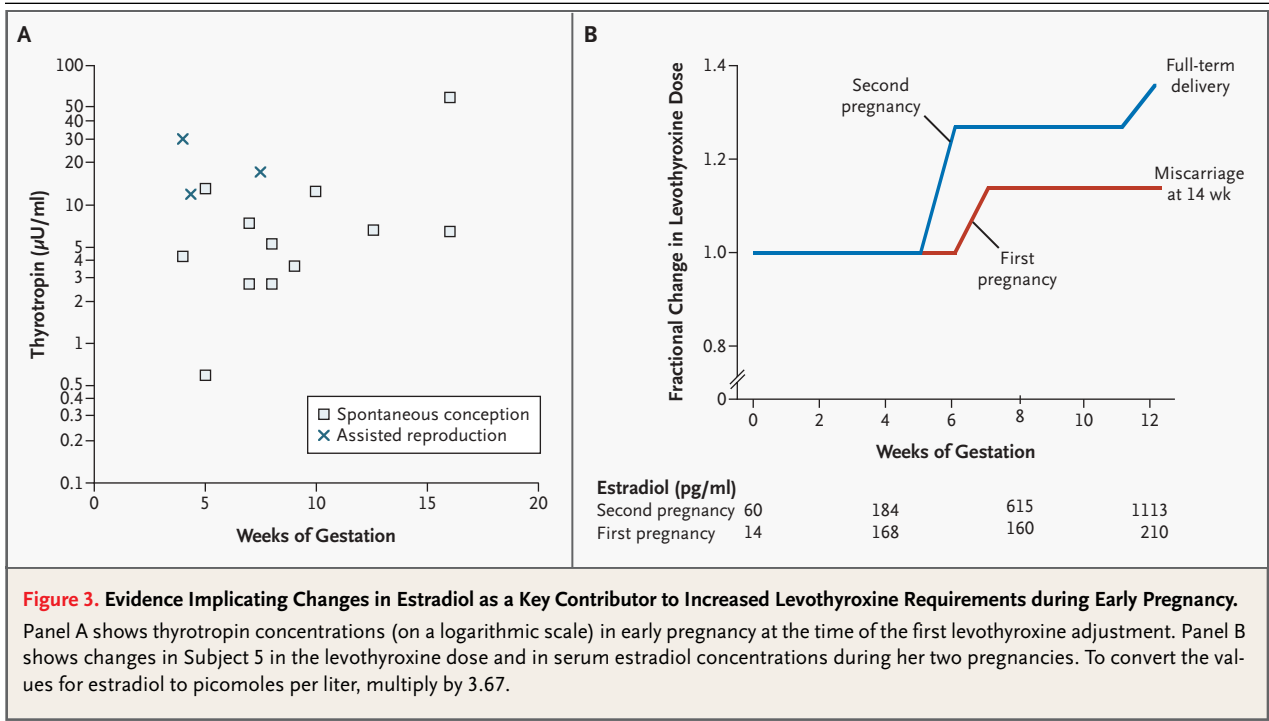 A
100
50
40
30
20
10
5
4
3
2
1
0.5
0.4
0.3
0.2
0.1
Thyrotropin (µU/ml)
0 5 10 15 20
Weeks of Gestation
Spontaneous conception
Assisted reproduction
B
1.4
1.2
1.0
0.8
0
Fractional Change in Levothyroxine Dose
Second
pregnancy
Full-term
delivery
Miscarriage
at 14 wk
First
pregnancy
0 2 4 6 8 10 12
Weeks of Gestation
Estradiol (pg/ml)
Second pregnancy 60 184 615 1113
First pregnancy 14 168 160 210
Figure 3. Evidence Implicating Changes in Estradiol as a Key Contributor to Increased Levothyroxine Requirements during Early Pregnancy.
Panel A shows thyrotropin concentrations (on a logarithmic scale) in early pregnancy at the time of the first levothyroxine adjustment. Panel B
shows changes in Subject 5 in the levothyroxine dose and in serum estradiol concentrations during her two pregnancies. To convert the val-
ues for estradiol to picomoles per liter, multiply by 3.67.